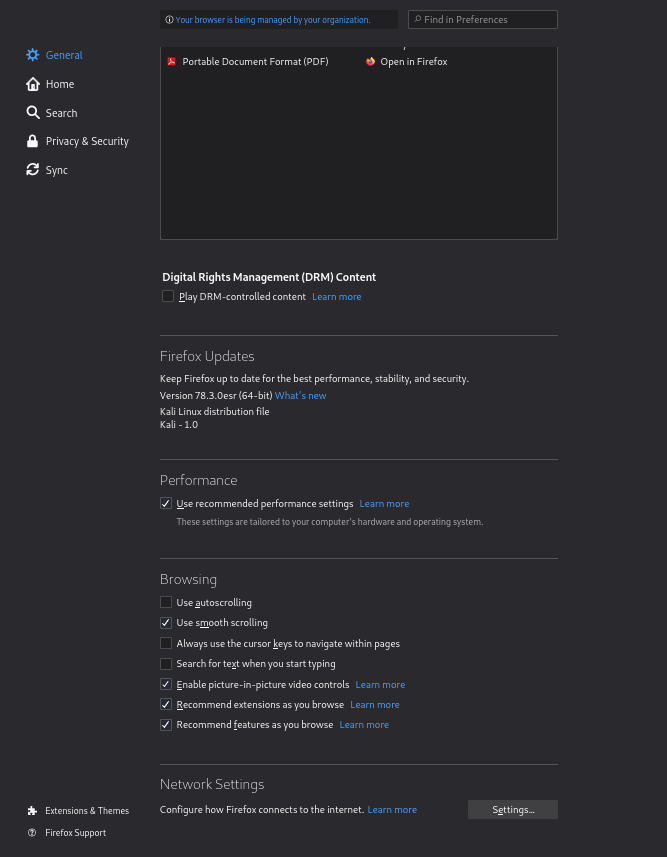 Your browser is being managed by your organization.
Find in Preferences
General
Home
Search
Privacy & Security
Sync
Portable Document Format (PDF) Open in Firefox
Digital Rights Management (DRM) Content
Play DRM-controlled content Learn more
Firefox Updates
Keep Firefox up to date for the best performance, stability, and security.
Version 78.3.0esr (64-bit) What's new
Kali Linux distribution file
Kali - 1.0
Performance
Use recommended performance settings Learn more
These settings are tailored to your computer's hardware and operating system.
Browsing
Use autoscrolling
Use smooth scrolling
Always use the cursor keys to navigate within pages
Search for text when you start typing
Enable picture-in-picture video controls Learn more
Recommend extensions as you browse Learn more
Recommend features as you browse Learn more
Network Settings
Configure how Firefox connects to the internet. Learn more Settings...
Extensions & Themes
Firefox Support